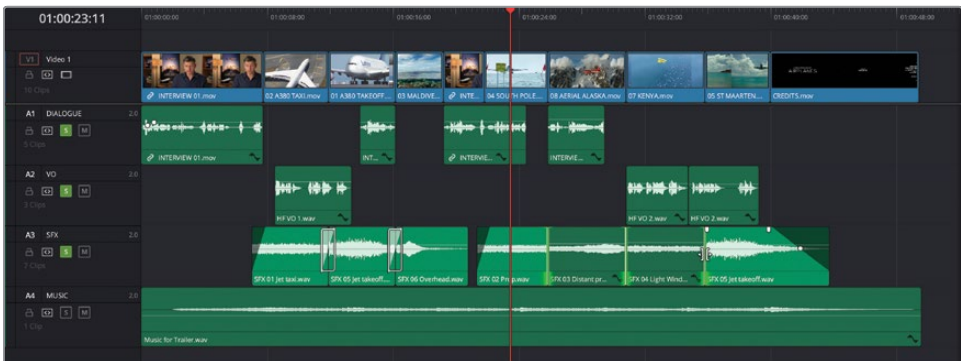 01:00:23:11
01:00:00:00
01:00:08:00
01:00:16:00
01:00:24:00
01:00:32:00
01:00:40:00
01:00:48:00
V1 Video 1
16 Clips
INTERVIEW 01.mov
02 A380 TAXI.mov
01 A380 TAKEOFF....
03 MALDIVE...
INTE...
04 SOUTH POLE....
08 AERIAL ALASKA.mov
07 KENYA.mov
05 ST MAARTEN....
CREDITS.mov
A1 DIALOGUE 2.0
S M
5 Clips
INTERVIEW 01.mov
INT...
INTERVIE...
INTERVIE...
A2 VO 2.0
S M
3 Clips
HF VO 1.wav
HF VO 2.wav
HF VO 2.wav
A3 SFX 2.0
S M
7 Clips
SFX 01 Jet taxi.wav
SFX 05 Jet takeoff....
SFX 06 Overhead.wav
SFX 02 Prop.wav
SFX 03 Distant pr...
SFX 04 Light Wind...
SFX 05 Jet takeoff.wav
A4 MUSIC 2.0
S M
1 Clip
Music for Trailer.wav